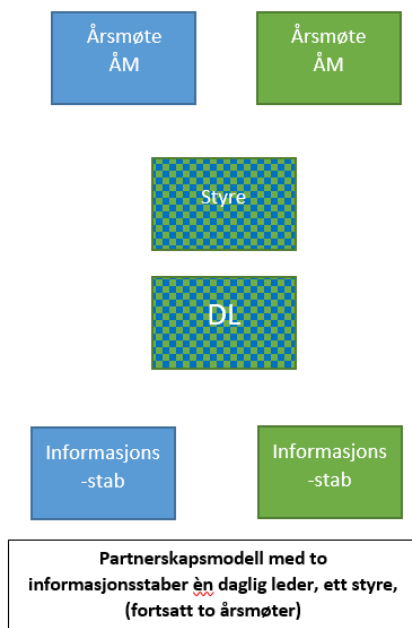 Årsmøte Årsmøte
ÅM ÅM
Styre
DL
Informasjons Informasjons
-stab -stab
Partnerskapsmodell med to
informasjonsstaber èn daglig leder, ett styre,
(fortsatt to årsmøter)